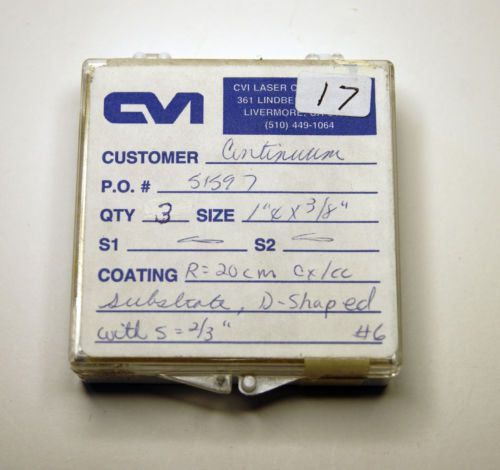 CVI
CVI LASER C
361 LINDBE
LIVERMORE,
(510) 449-1064
17
CUSTOMER Continuum
P.O. # 51597
QTY 3 SIZE 1"¢ x 3/8"
S1 S2
COATING R=20cm cx/cc
substrate, D-Shaped
with S = 2/3" #6